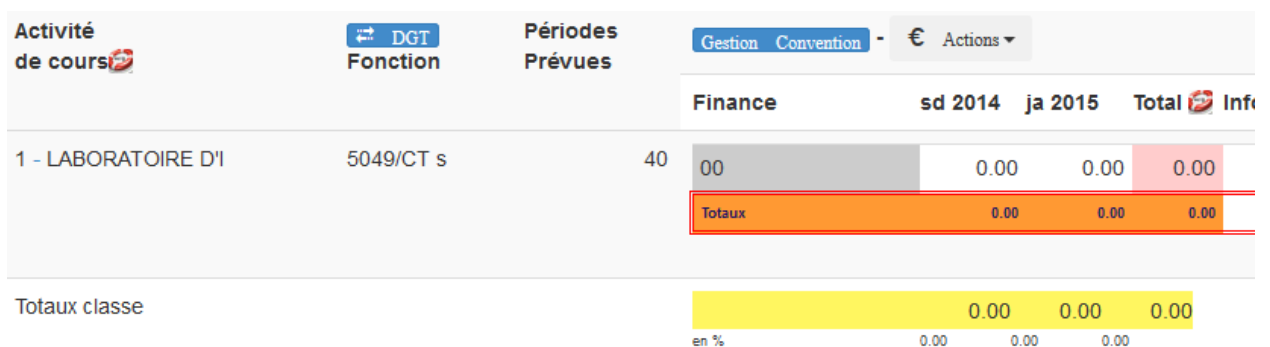 Activité
de cours
DGT
Fonction
Périodes
Prévues
Gestion Convention - € Actions
Finance sd 2014 ja 2015 Total
1 - LABORATOIRE D'I 5049/CT s 40 00 0.00 0.00 0.00
Totaux 0.00 0.00 0.00
Totaux classe 0.00 0.00 0.00
en % 0.00 0.00 0.00